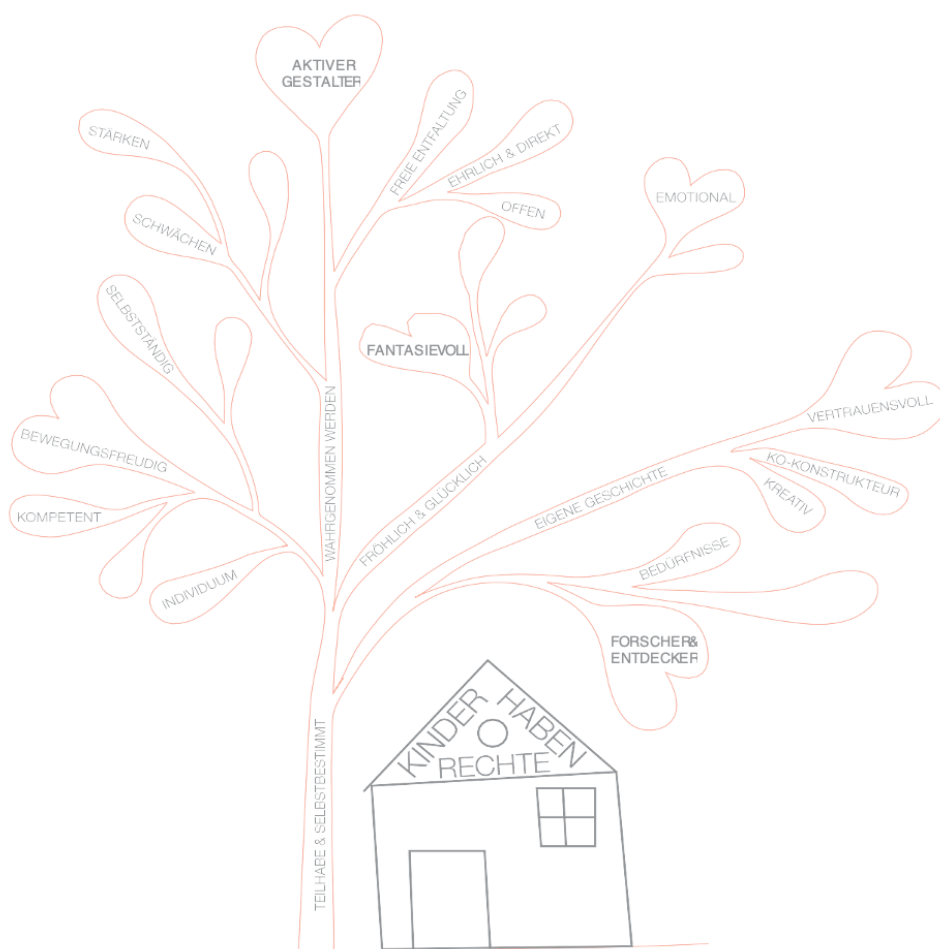 AKTIVER
GESTALTER
STÄRKEN
FREIE ENTFALTUNG
EHRLICH & DIREKT
OFFEN
SCHWÄCHEN
EMOTIONAL
SELBSTSTÄNDIG
FANTASIEVOLL
BEWEGUNGSFREUDIG
KOMPETENT
INDIVIDUUM
WAHRGENOMMEN WERDEN
FRÖHLICH & GLÜCKLICH
EIGENE GESCHICHTE
VERTRAUENSVOLL
KO-KONSTRUKTEUR
KREATIV
BEDÜRFNISSE
FORSCHER&
ENTDECKER
TEILHABE & SELBSTBESTIMMT
KINDER HABEN
RECHTE